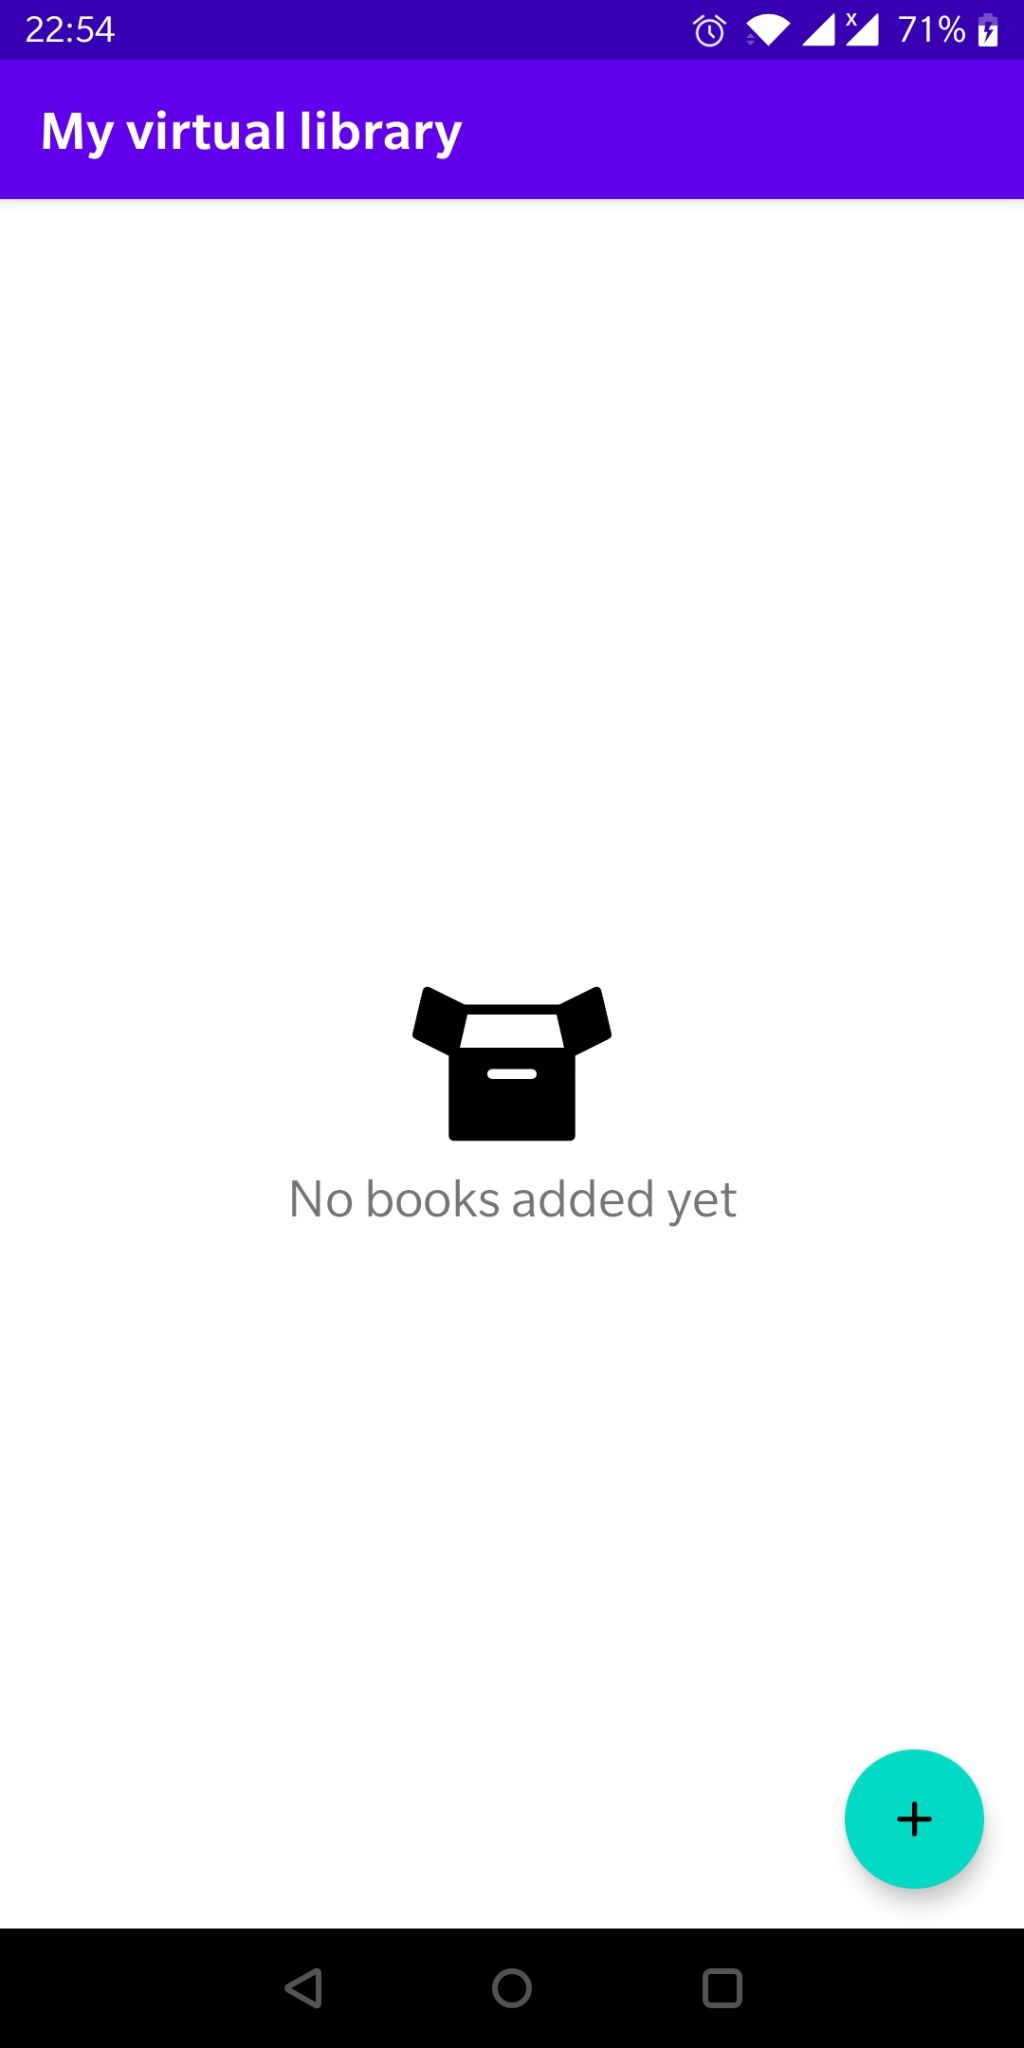 22:54
x
71%
My virtual library
No books added yet